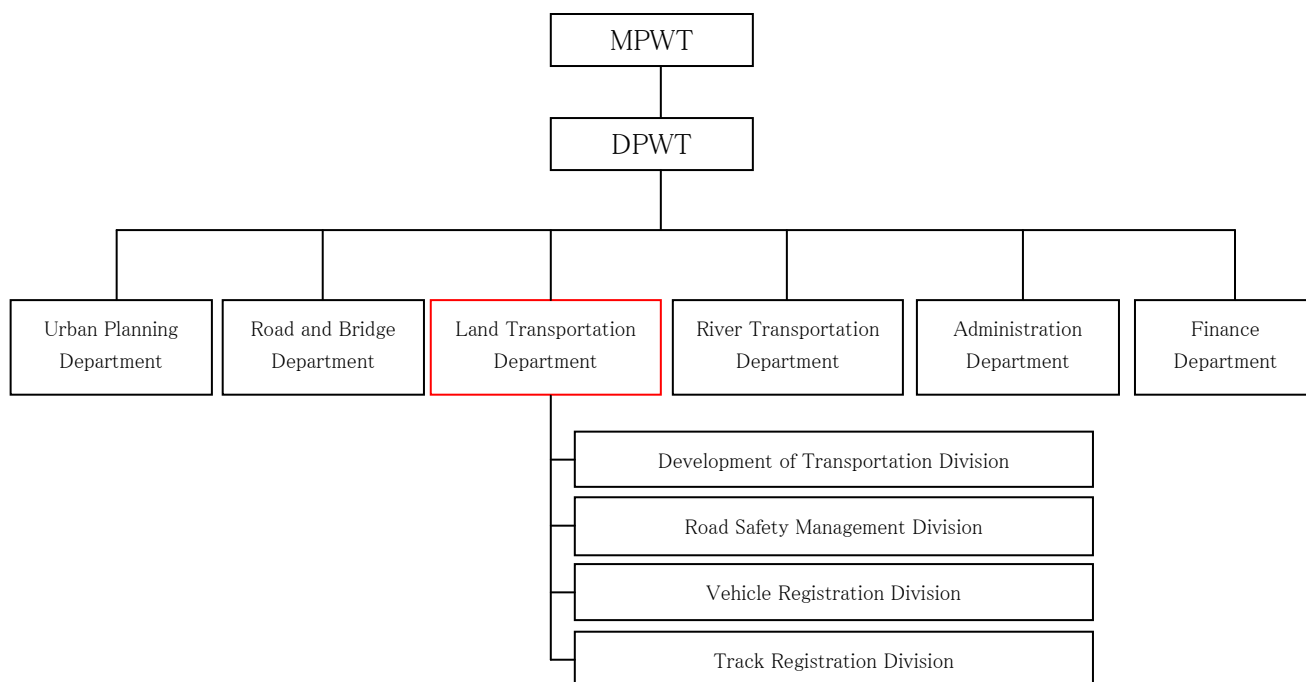 MPWT
DPWT
Urban Planning
Department
Road and Bridge
Department
Land Transportation
Department
River Transportation
Department
Administration
Department
Finance
Department
Development of Transportation Division
Road Safety Management Division
Vehicle Registration Division
Track Registration Division